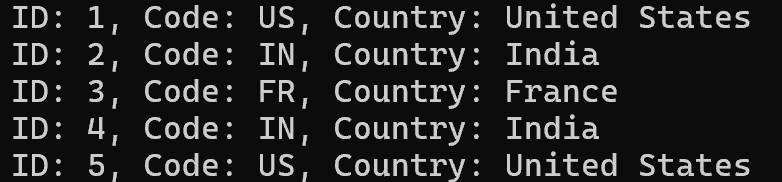 ID: 1, Code: US, Country: United States
ID: 2, Code: IN, Country: India
ID: 3, Code: FR, Country: France
ID: 4, Code: IN, Country: India
ID: 5, Code: US, Country: United States